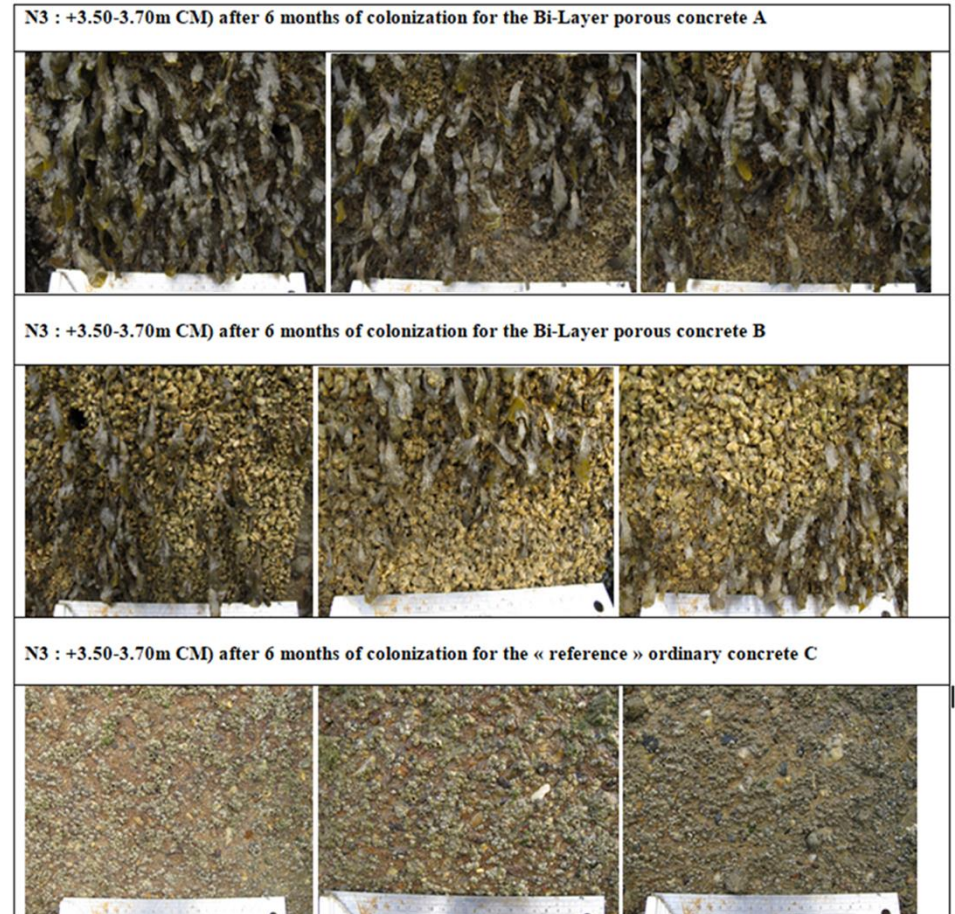 N3 : +3.50-3.70m CM) after 6 months of colonization for the Bi-Layer porous concrete A
N3 : +3.50-3.70m CM) after 6 months of colonization for the Bi-Layer porous concrete B
N3 : +3.50-3.70m CM) after 6 months of colonization for the « reference » ordinary concrete C